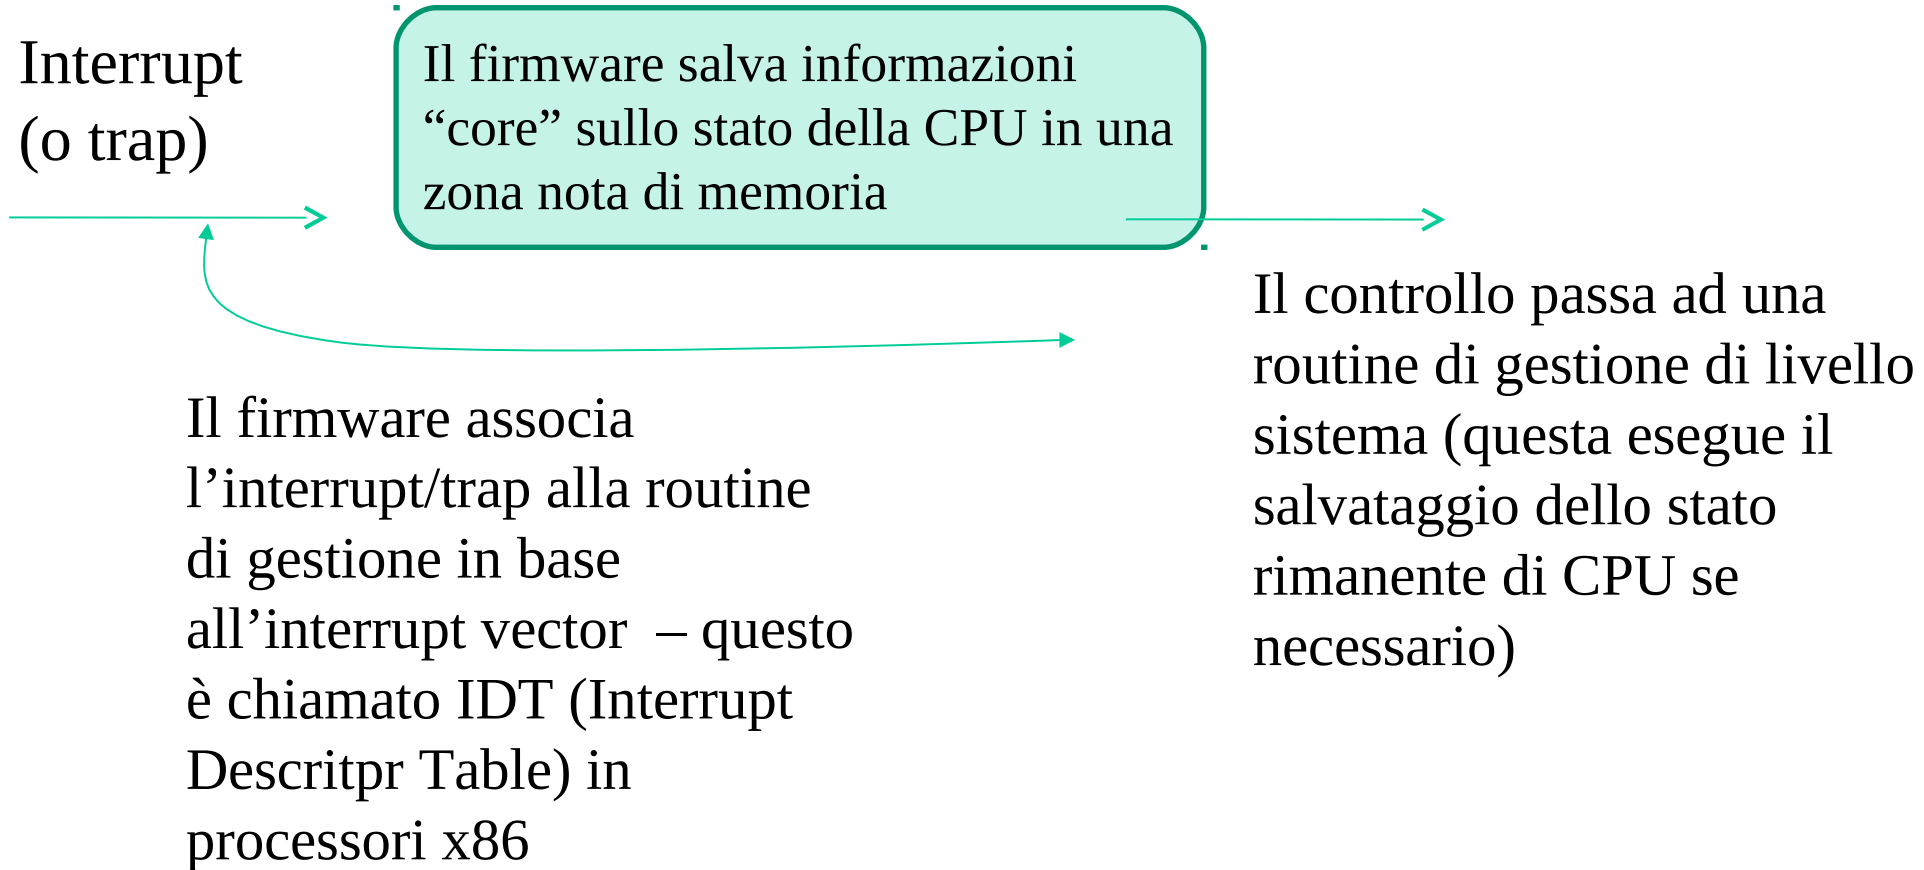 Interrupt
(o trap)
Il firmware salva informazioni
“core” sullo stato della CPU in una
zona nota di memoria
Il controllo passa ad una
routine di gestione di livello
sistema (questa esegue il
salvataggio dello stato
rimanente di CPU se
necessario)
Il firmware associa
l’interrupt/trap alla routine
di gestione in base
all’interrupt vector – questo
è chiamato IDT (Interrupt
Descritpr Table) in
processori x86